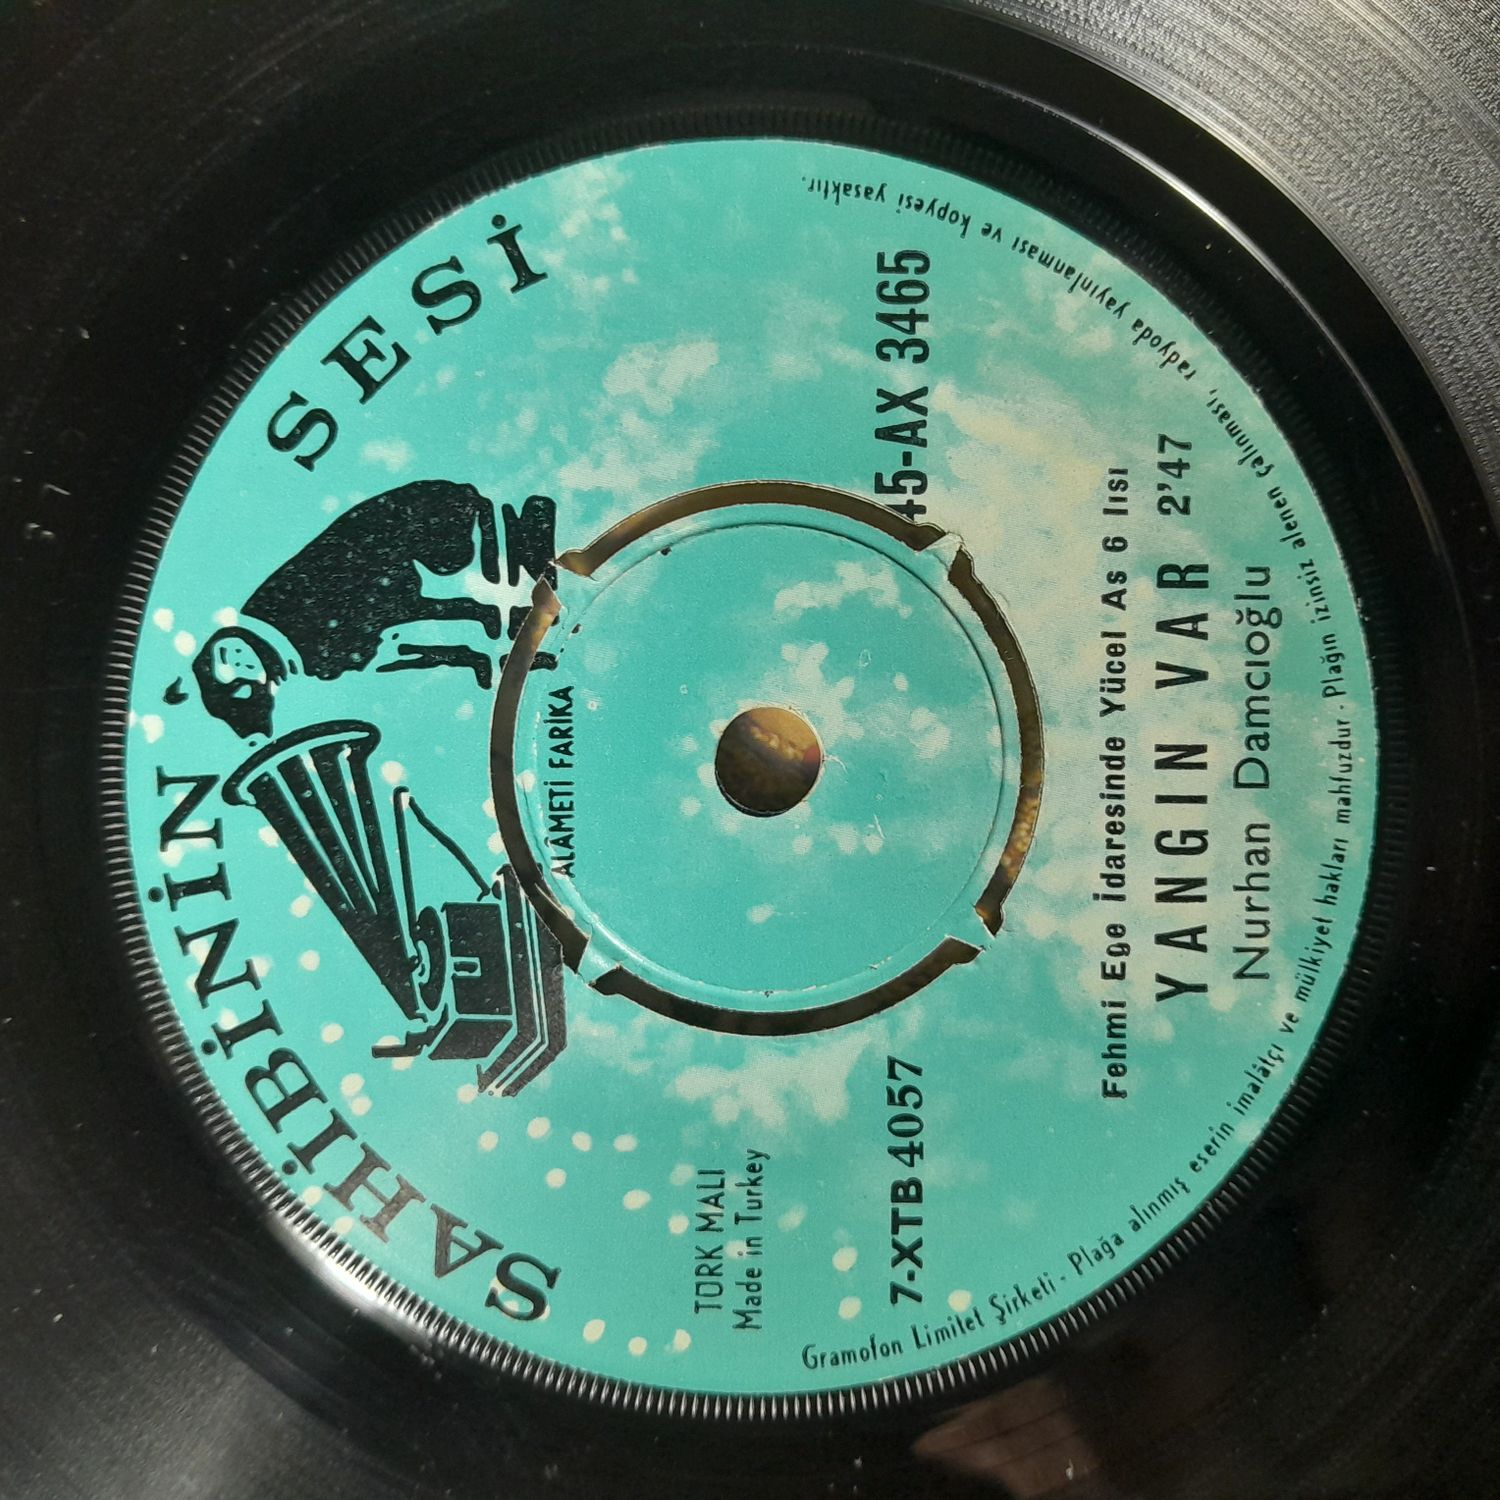 SAHİBİNİN SESİ
ALÂMETİ FARİKA
TÜRK MALI
Made in Turkey
7-XTB 4057
45-AX 3465
Fehmi Ege İdaresinde Yücel As 6 lısı
YANGIN VAR 2'47
Nurhan Damcıoğlu
Gramofon Limitet Şirketi - Plağa alınmış eserin imalâtçı ve mülkiyet hakları mahfuzdur - Plağın izinsiz alenen çalınması, radyoda yayınlanması ve kopyesi yasaktır.